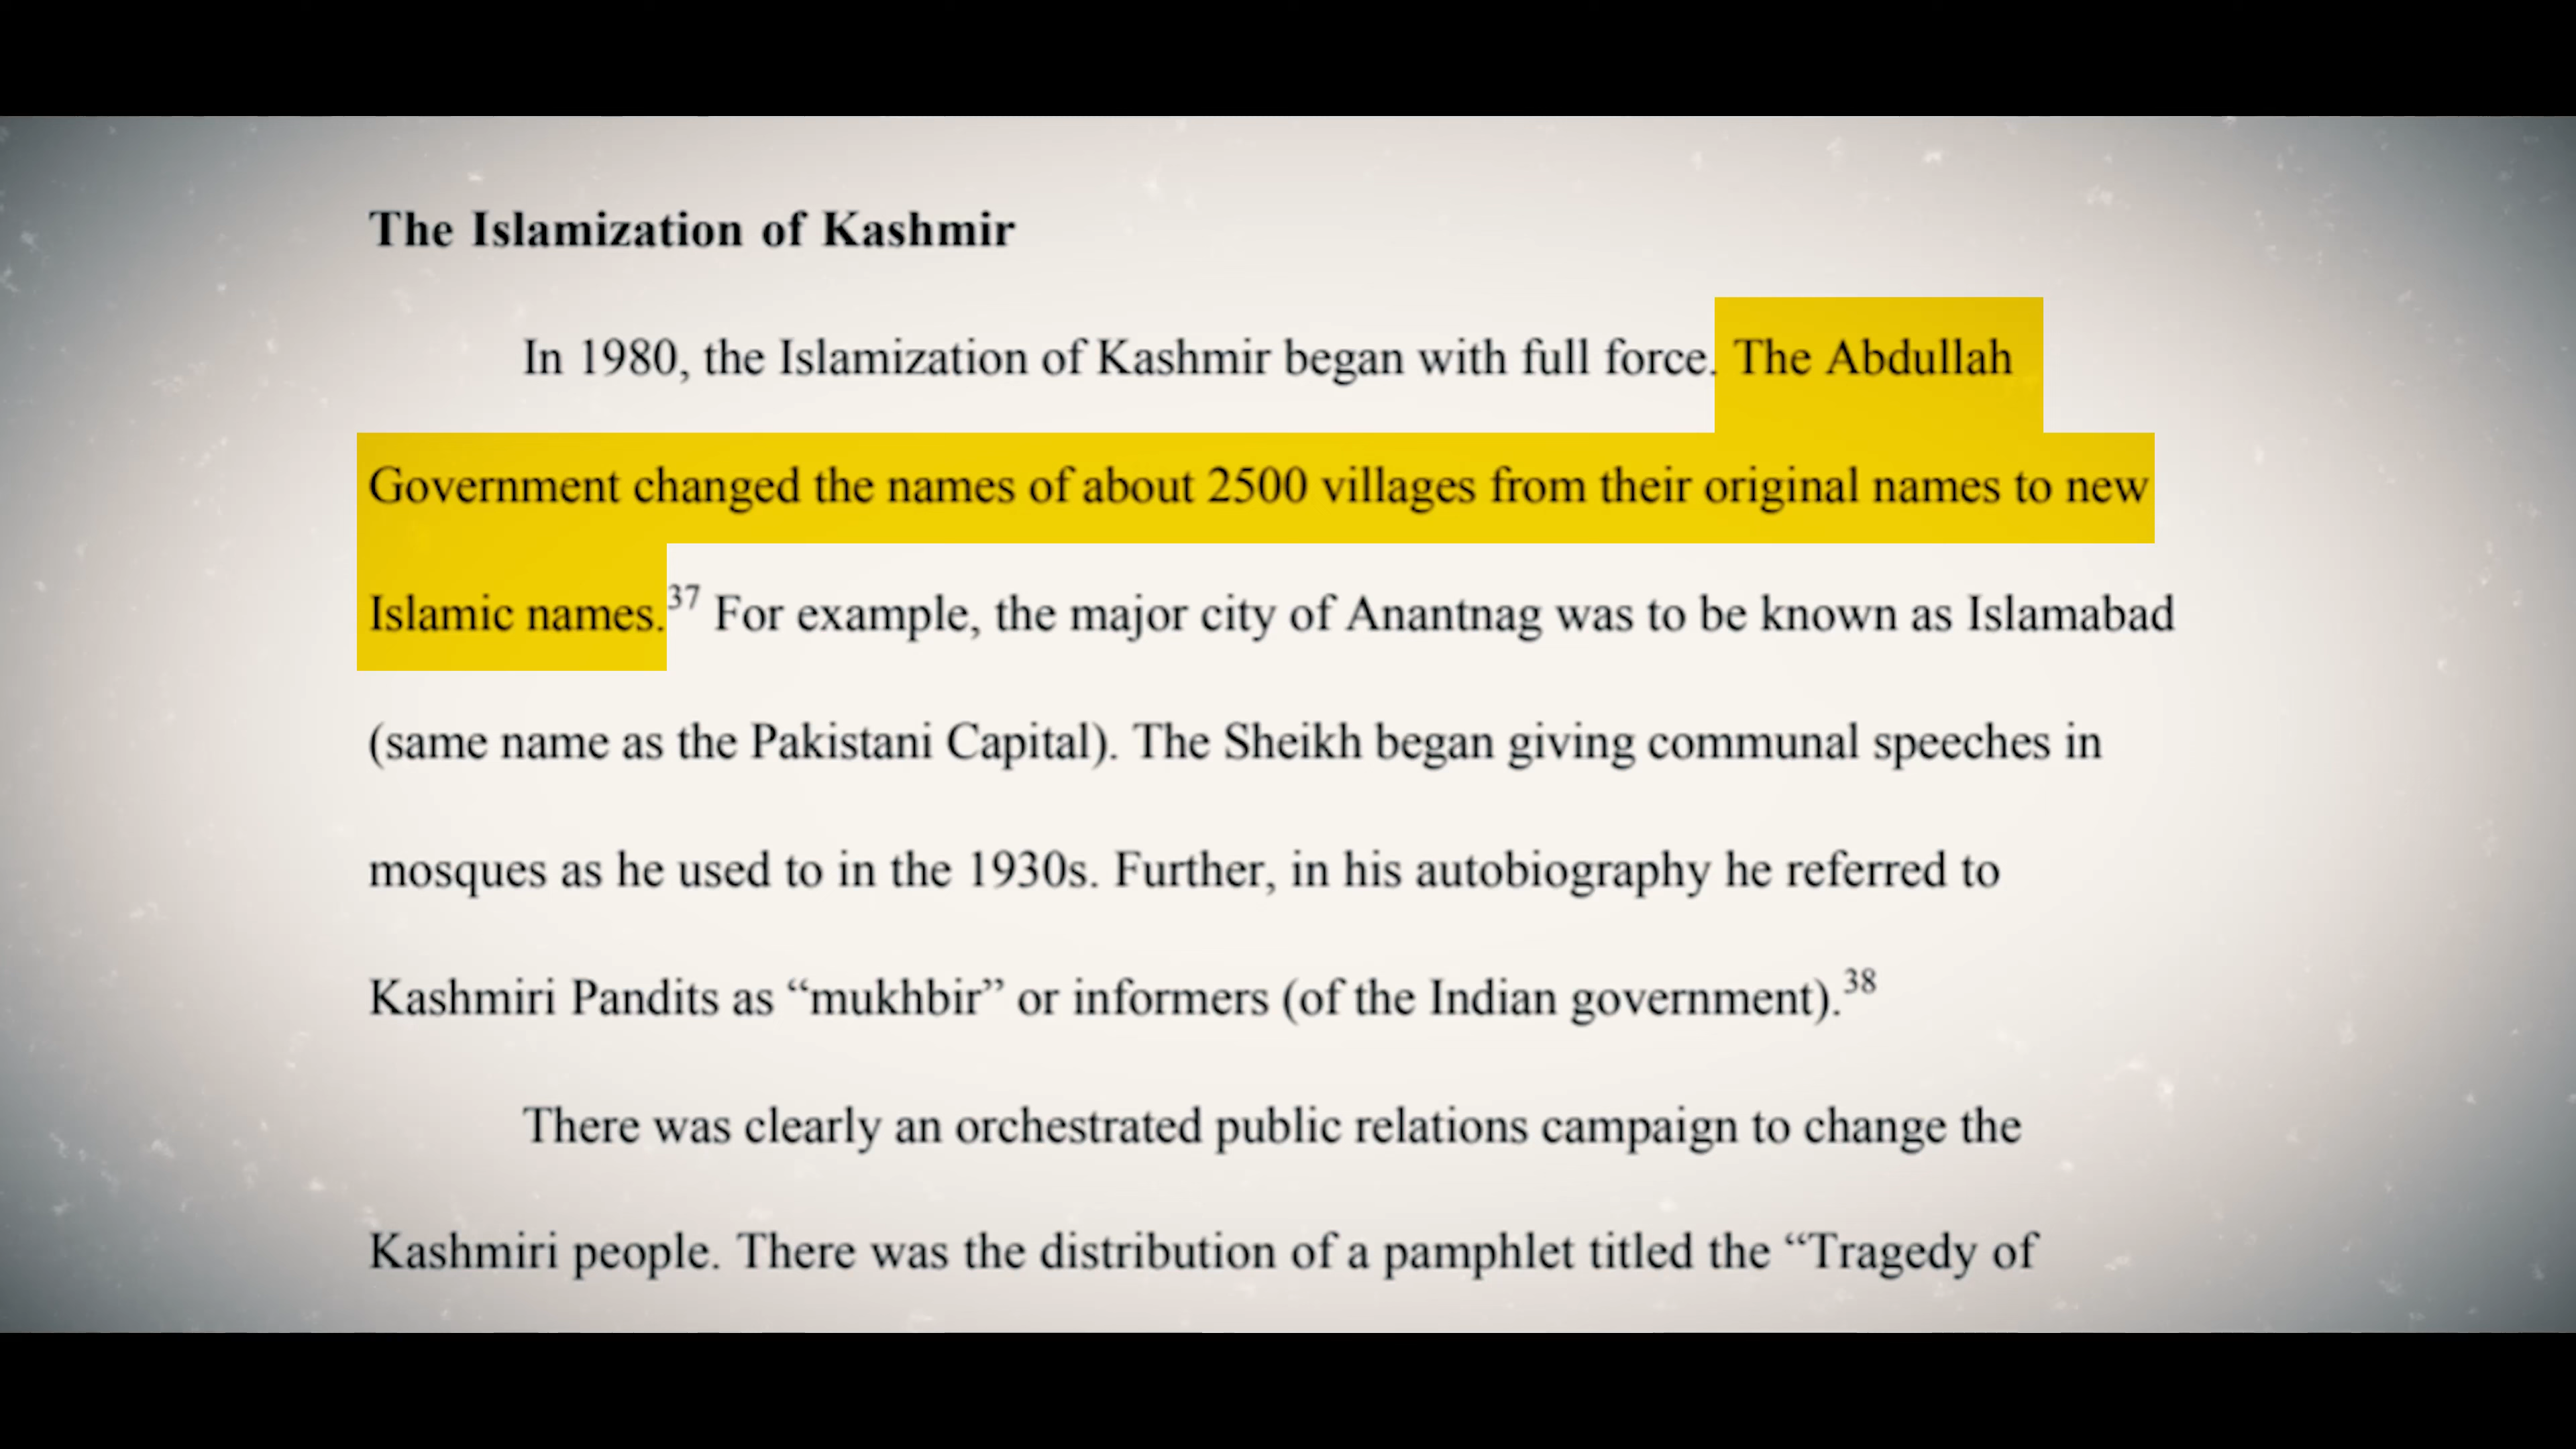 The Islamization of Kashmir
In 1980, the Islamization of Kashmir began with full force. The Abdullah
Government changed the names of about 2500 villages from their original names to new
Islamic names.37 For example, the major city of Anantnag was to be known as Islamabad
(same name as the Pakistani Capital). The Sheikh began giving communal speeches in
mosques as he used to in the 1930s. Further, in his autobiography he referred to
Kashmiri Pandits as “mukhbir” or informers (of the Indian government).38
There was clearly an orchestrated public relations campaign to change the
Kashmiri people. There was the distribution of a pamphlet titled the “Tragedy of